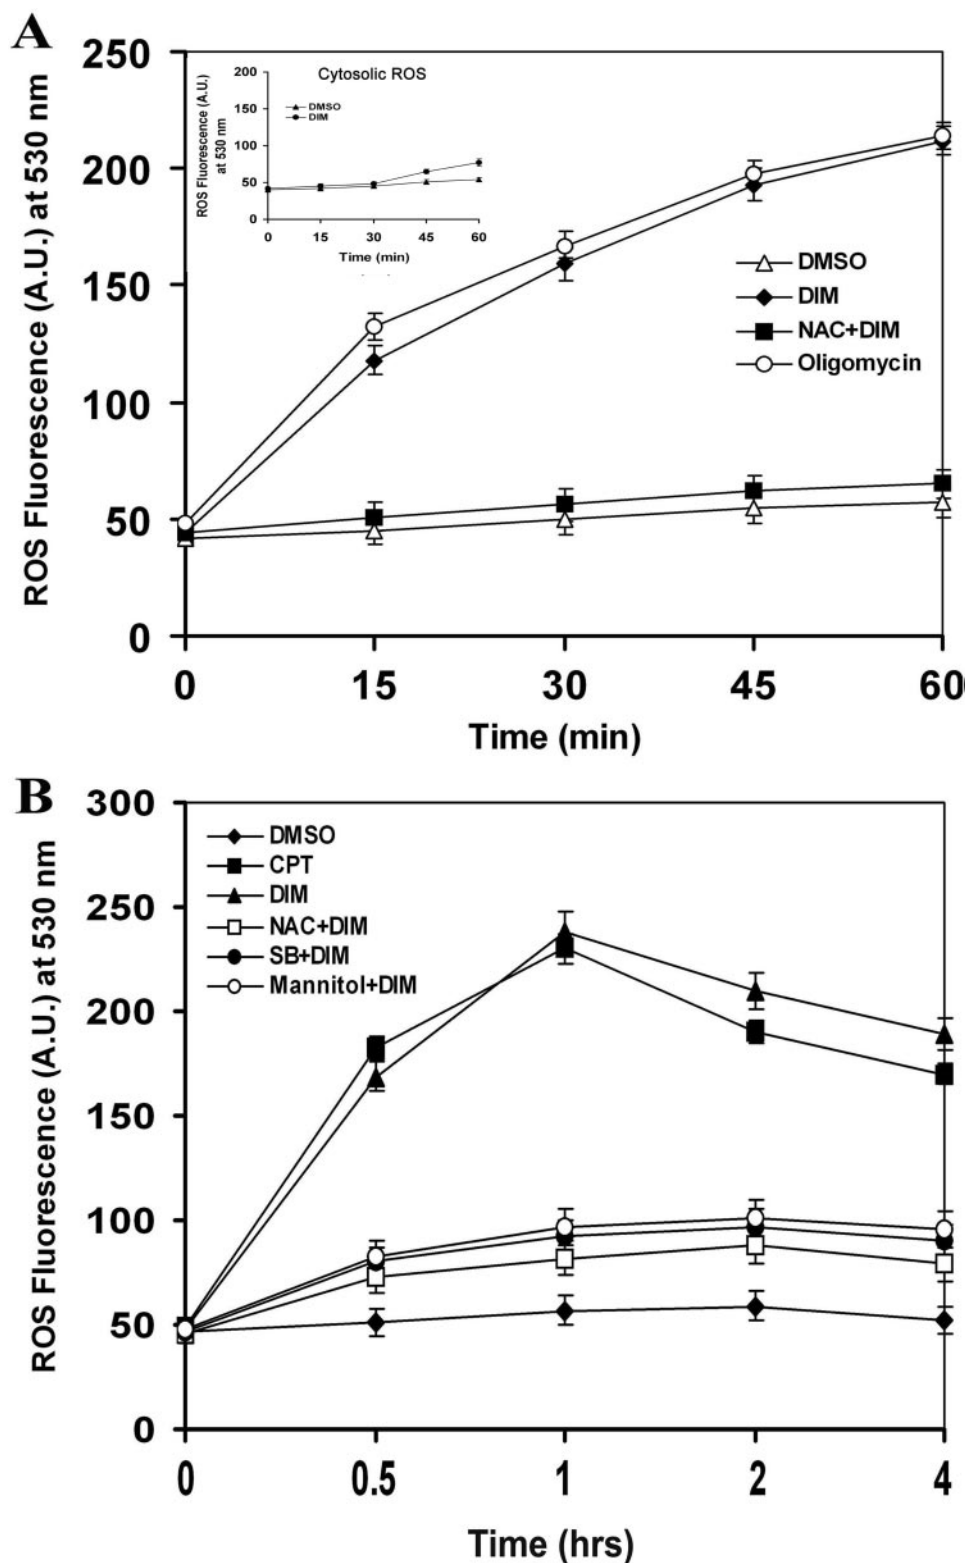 A
ROS Fluorescence (A.U.) at 530 nm
250
200
150
100
50
0
0 15 30 45 60
Time (min)
Cytosolic ROS
ROS Fluorescence (A.U.)
at 530 nm
200
150
100
50
0
DMSO
DIM
0 15 30 45 60
Time (min)
DMSO
DIM
NAC+DIM
Oligomycin
B
ROS Fluorescence (A.U.) at 530 nm
300
250
200
150
100
50
0
DMSO
CPT
DIM
NAC+DIM
SB+DIM
Mannitol+DIM
0 0.5 1 2 4
Time (hrs)